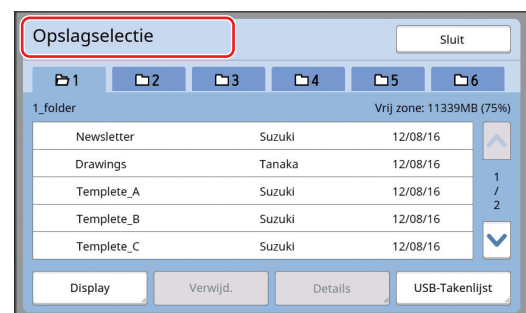 Opslagselectie
Sluit
1 2 3 4 5 6
1_folder Vrij zone: 11339MB (75%)
Newsletter Suzuki 12/08/16
Drawings Tanaka 12/08/16
Templete_A Suzuki 12/08/16
Templete_B Suzuki 12/08/16
Templete_C Suzuki 12/08/16
1
/
2
Display Verwijd. Details USB-Takenlijst